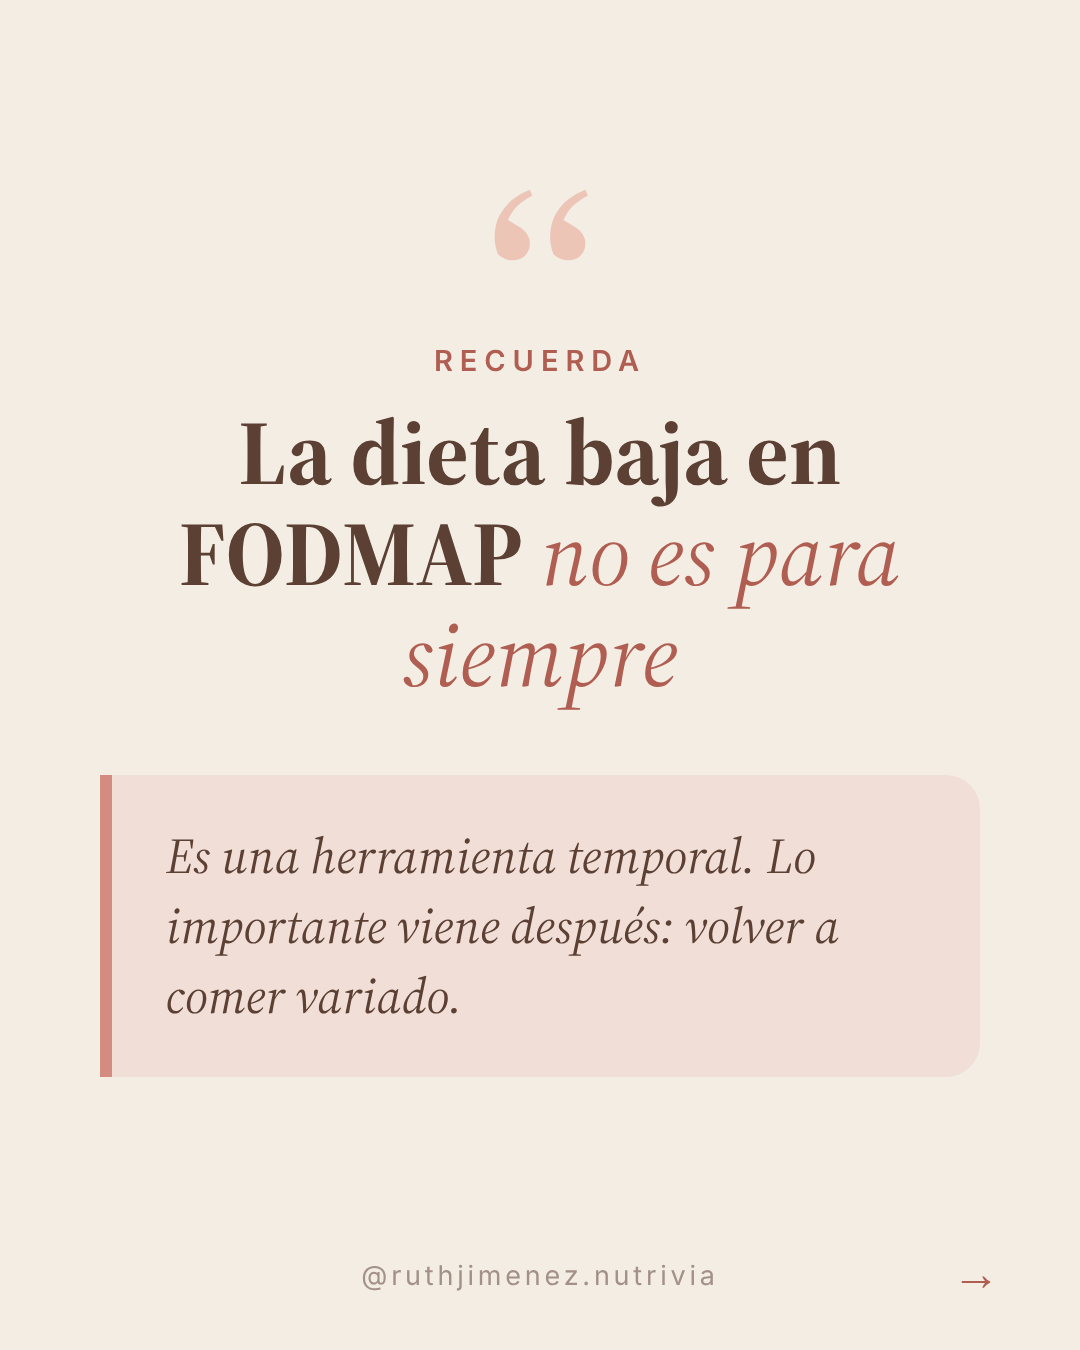 “
RECUERDA
La dieta baja en
FODMAP no es para
siempre
Es una herramienta temporal. Lo
importante viene después: volver a
comer variado.
@ruthjimenez.nutrivia →